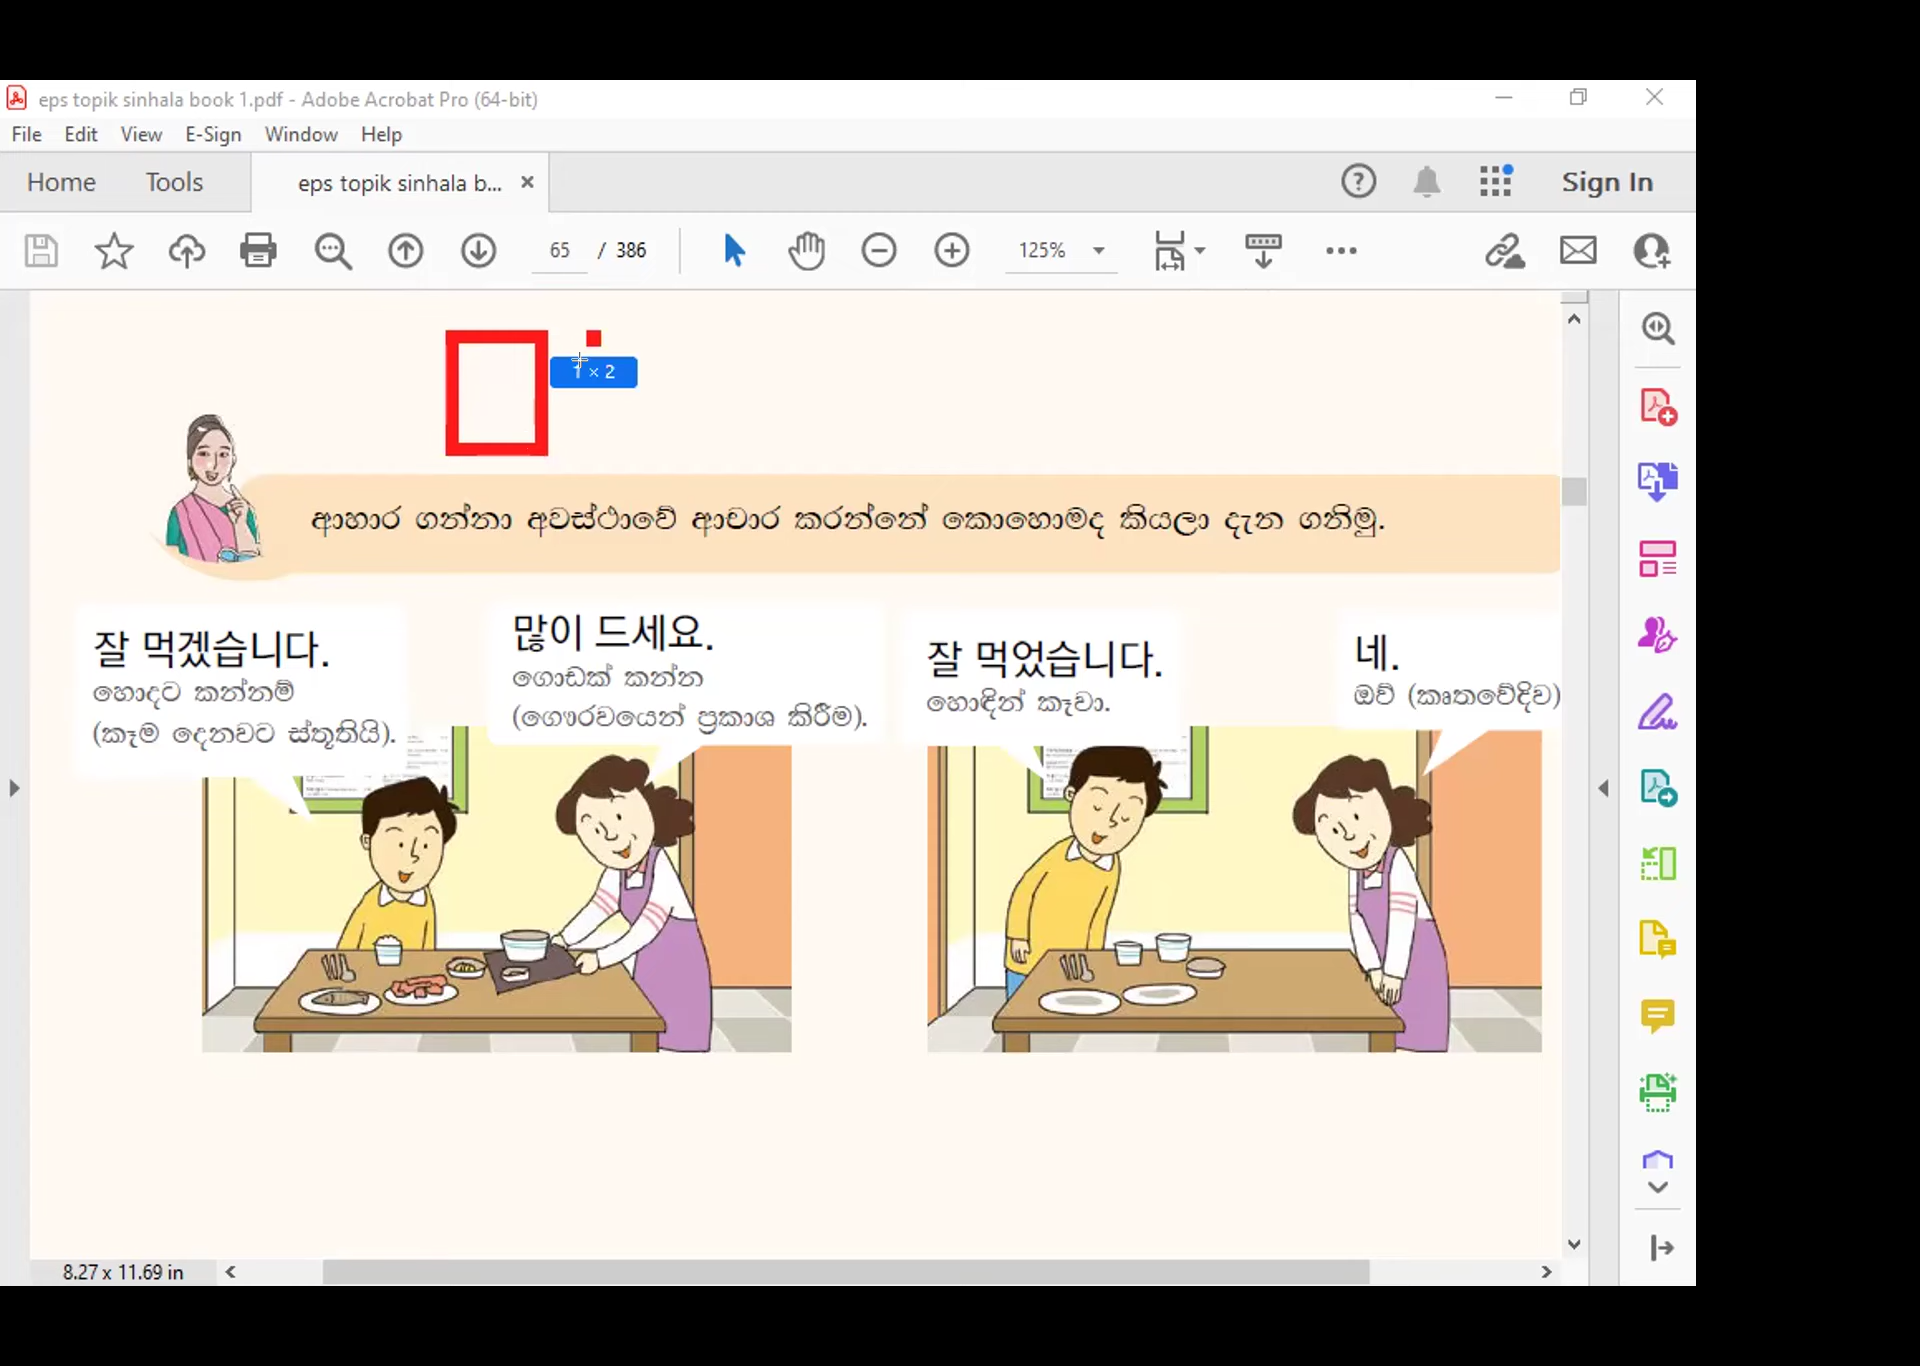 eps topik sinhala book 1.pdf - Adobe Acrobat Pro (64-bit)
File Edit View E-Sign Window Help
Home Tools eps topik sinhala b... Sign In
65 / 386 125%
1 × 2
ආහාර ගන්නා අවස්ථාවේ ආචාර කරන්නේ කොහොමද කියලා දැන ගනිමු.
잘 먹겠습니다.
හොදට කන්නම්
(කෑම දෙනවට ස්තූතියි).
많이 드세요.
ගොඩක් කන්න
(ගෞරවයෙන් ප්‍රකාශ කිරීම).
잘 먹었습니다.
හොඳින් කෑවා.
네.
ඔව් (කෘතවේදිව)
8.27 x 11.69 in